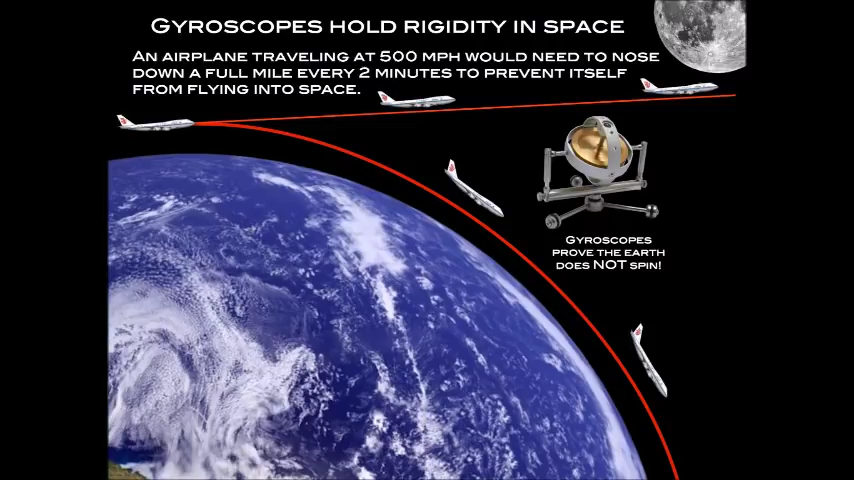 Gyroscopes hold rigidity in space
An airplane traveling at 500 mph would need to nose
down a full mile every 2 minutes to prevent itself
from flying into space.
Gyroscopes
prove the earth
does NOT spin!